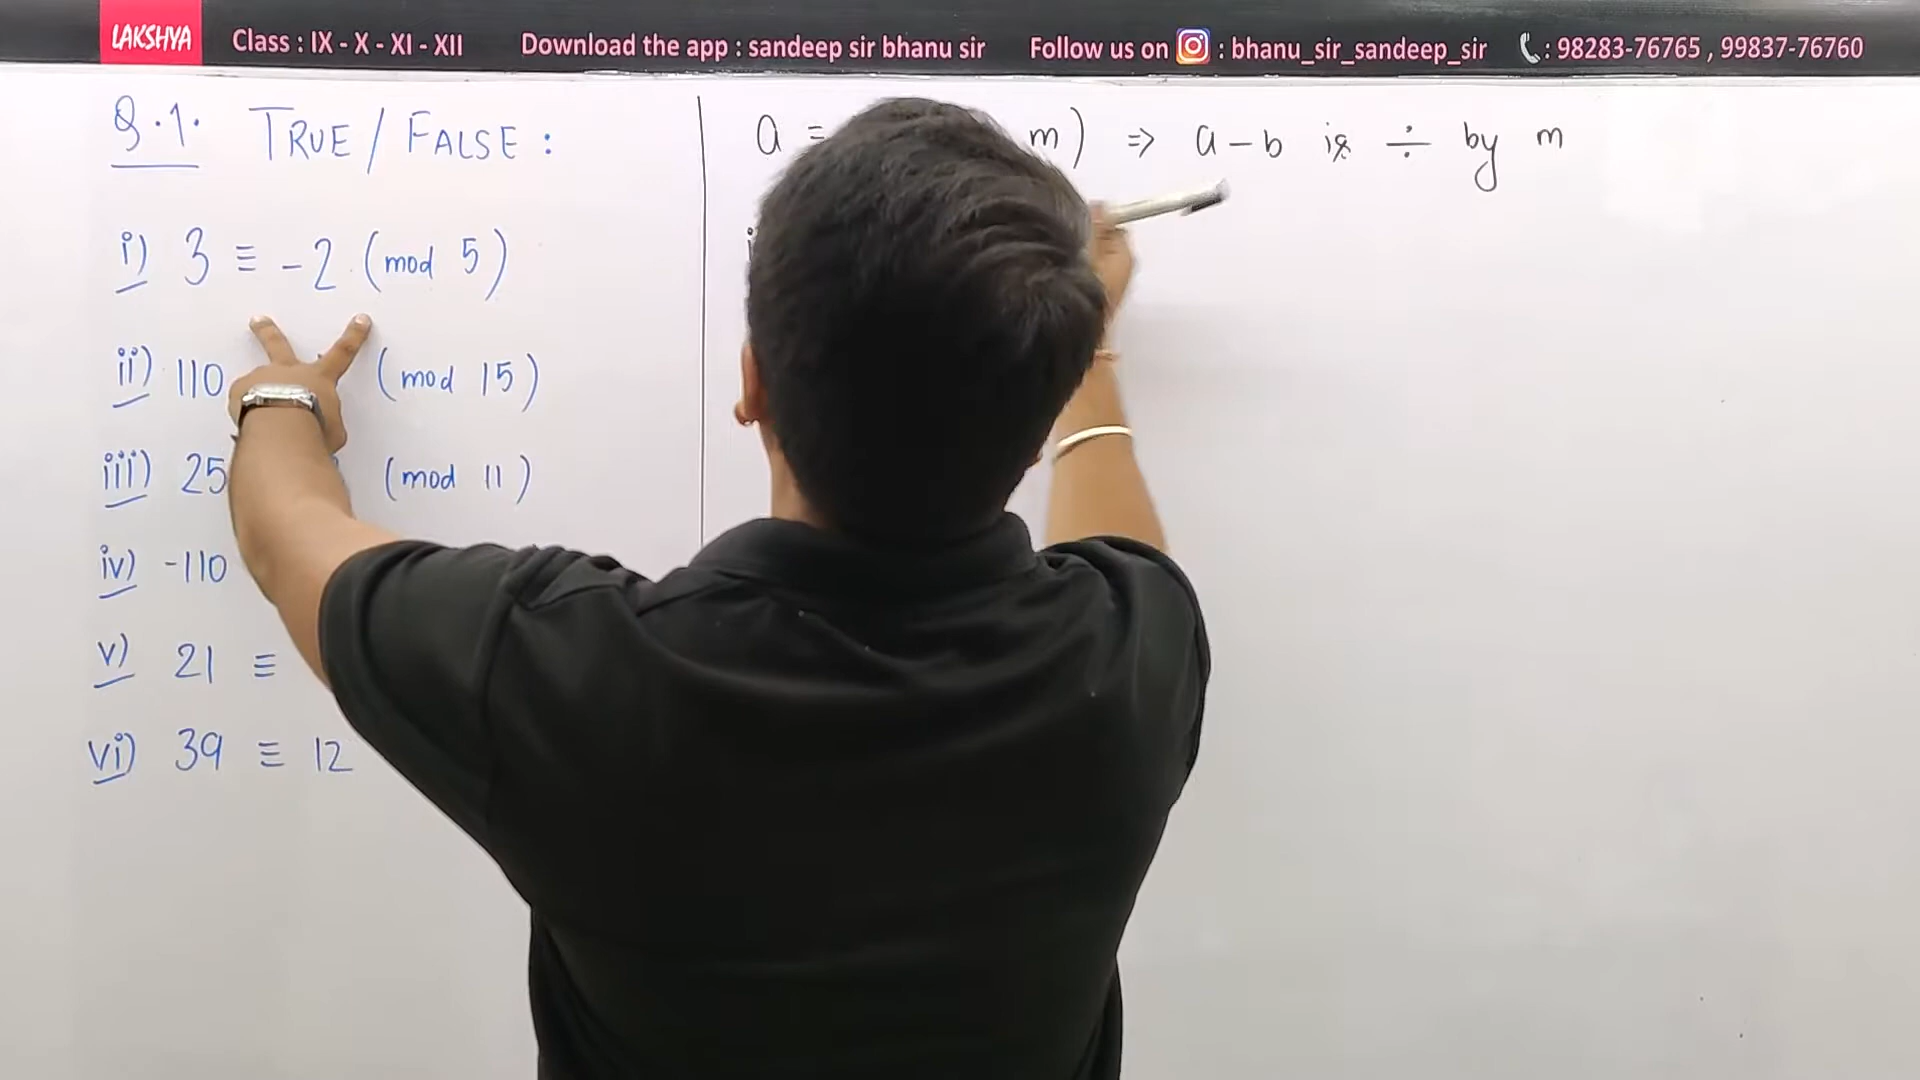 LAKSHYA Class : IX - X - XI - XII Download the app : sandeep sir bhanu sir Follow us on : bhanu_sir_sandeep_sir : 98283-76765 , 99837-76760
Q.1. TRUE / FALSE :
i) 3 ≡ -2 (mod 5)
ii) 110 (mod 15)
iii) 25 (mod 11)
iv) -110
v) 21 ≡
vi) 39 ≡ 12
a ≡ m) => a - b is ÷ by m